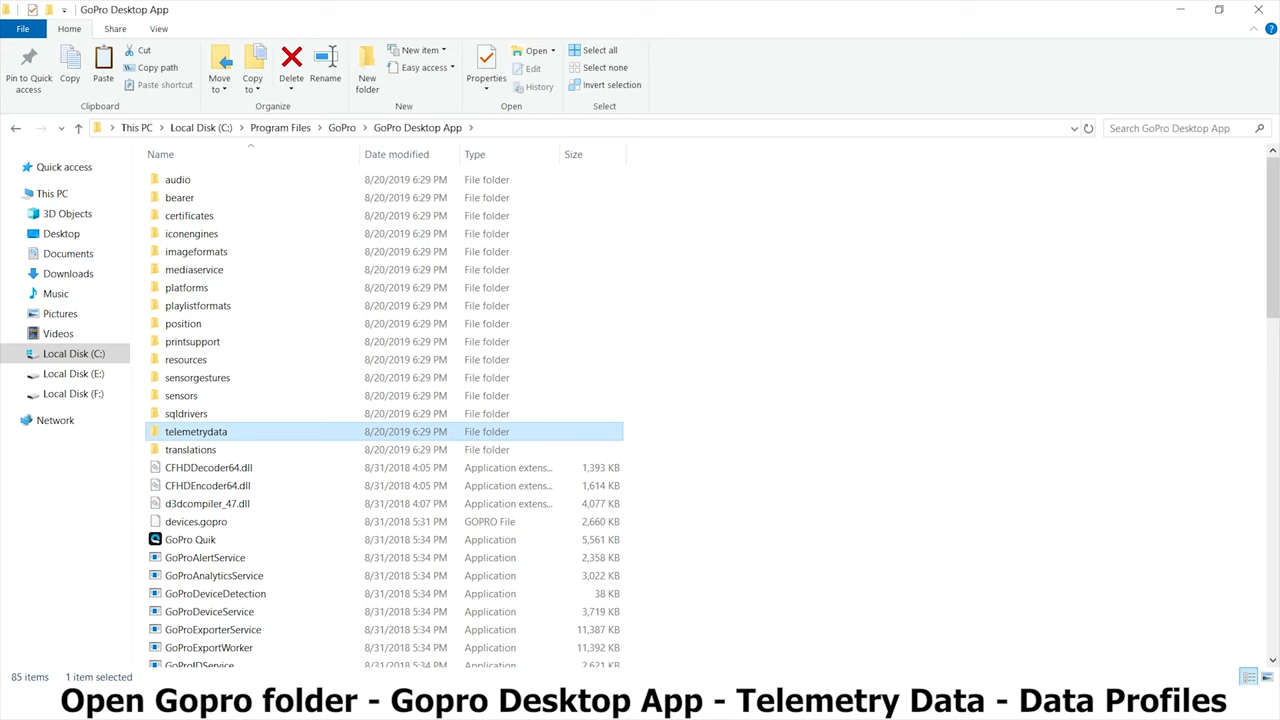 GoPro Desktop App
File Home Share View
Pin to Quick access
Copy
Paste
Cut
Copy path
Paste shortcut
Clipboard
Move to
Copy to
Delete
Rename
Organize
New folder
New item
Easy access
New
Properties
Open
Edit
History
Open
Select all
Select none
Invert selection
Select
This PC Local Disk (C:) Program Files GoPro GoPro Desktop App
Search GoPro Desktop App
Quick access
This PC
3D Objects
Desktop
Documents
Downloads
Music
Pictures
Videos
Local Disk (C:)
Local Disk (E:)
Local Disk (F:)
Network
Name Date modified Type Size
audio 8/20/2019 6:29 PM File folder
bearer 8/20/2019 6:29 PM File folder
certificates 8/20/2019 6:29 PM File folder
iconengines 8/20/2019 6:29 PM File folder
imageformats 8/20/2019 6:29 PM File folder
mediaservice 8/20/2019 6:29 PM File folder
platforms 8/20/2019 6:29 PM File folder
playlistformats 8/20/2019 6:29 PM File folder
position 8/20/2019 6:29 PM File folder
printsupport 8/20/2019 6:29 PM File folder
resources 8/20/2019 6:29 PM File folder
sensorgestures 8/20/2019 6:29 PM File folder
sensors 8/20/2019 6:29 PM File folder
sqldrivers 8/20/2019 6:29 PM File folder
telemetrydata 8/20/2019 6:29 PM File folder
translations 8/20/2019 6:29 PM File folder
CFHDDecoder64.dll 8/31/2018 4:05 PM Application extens... 1,393 KB
CFHDEncoder64.dll 8/31/2018 4:05 PM Application extens... 1,614 KB
d3dcompiler_47.dll 8/31/2018 4:07 PM Application extens... 4,077 KB
devices.gopro 8/31/2018 5:31 PM GOPRO File 2,660 KB
GoPro Quik 8/31/2018 5:34 PM Application 5,561 KB
GoProAlertService 8/31/2018 5:34 PM Application 2,358 KB
GoProAnalyticsService 8/31/2018 5:34 PM Application 3,022 KB
GoProDeviceDetection 8/31/2018 5:34 PM Application 38 KB
GoProDeviceService 8/31/2018 5:34 PM Application 3,719 KB
GoProExporterService 8/31/2018 5:34 PM Application 11,387 KB
GoProExportWorker 8/31/2018 5:34 PM Application 11,392 KB
GoProIDService 8/31/2018 5:34 PM Application 2,621 KB
85 items 1 item selected
Open Gopro folder - Gopro Desktop App - Telemetry Data - Data Profiles